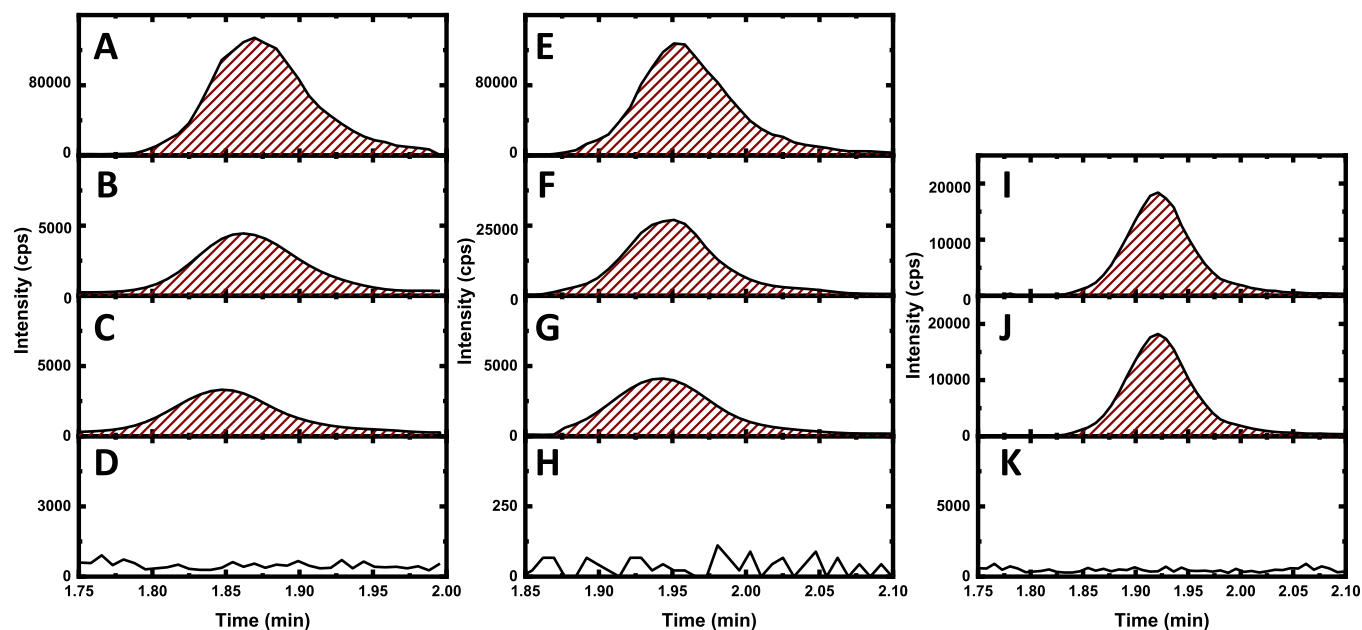 A
80000
0
B
5000
0
C
5000
0
D
3000
0
1.75 1.80 1.85 1.90 1.95 2.00
Time (min)
Intensity (cps)
E
80000
0
F
25000
0
G
5000
0
H
250
0
1.85 1.90 1.95 2.00 2.05 2.10
Time (min)
Intensity (cps)
I
20000
10000
0
J
20000
10000
0
K
5000
0
1.75 1.80 1.85 1.90 1.95 2.00 2.05 2.10
Time (min)
Intensity (cps)